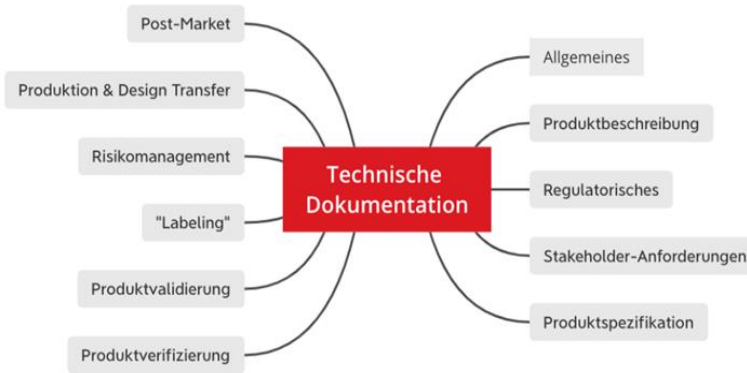 Post-Market
Produktion & Design Transfer
Risikomanagement
"Labeling"
Produktvalidierung
Produktverifizierung
Technische
Dokumentation
Allgemeines
Produktbeschreibung
Regulatorisches
Stakeholder-Anforderungen
Produktspezifikation